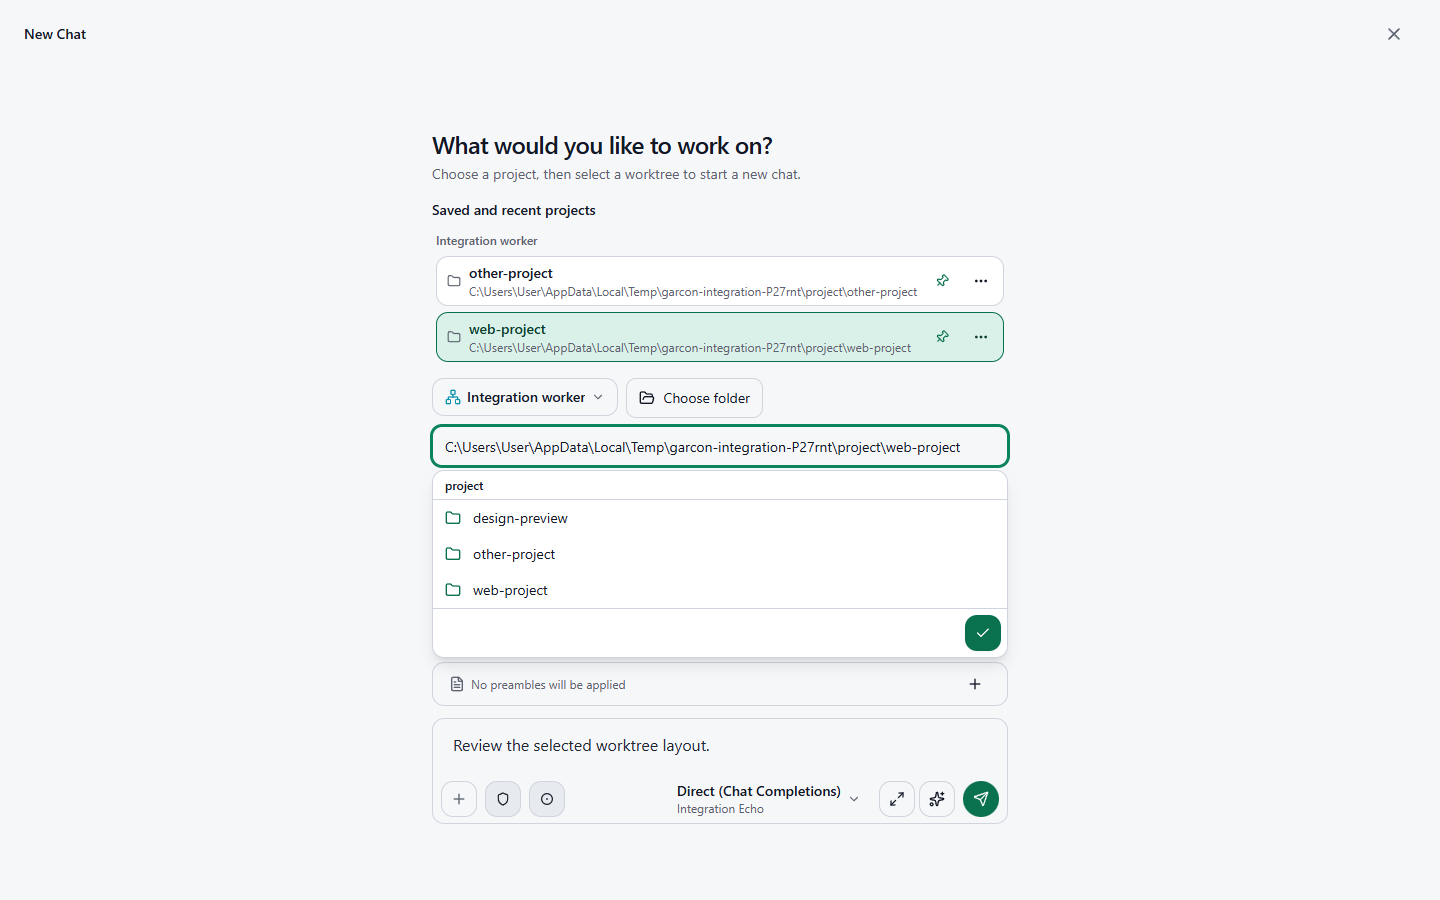 New Chat
What would you like to work on?
Choose a project, then select a worktree to start a new chat.
Saved and recent projects
Integration worker
other-project
C:\Users\User\AppData\Local\Temp\garcon-integration-P27rnt\project\other-project
web-project
C:\Users\User\AppData\Local\Temp\garcon-integration-P27rnt\project\web-project
Integration worker
Choose folder
C:\Users\User\AppData\Local\Temp\garcon-integration-P27rnt\project\web-project
project
design-preview
other-project
web-project
No preambles will be applied
Review the selected worktree layout.
Direct (Chat Completions)
Integration Echo